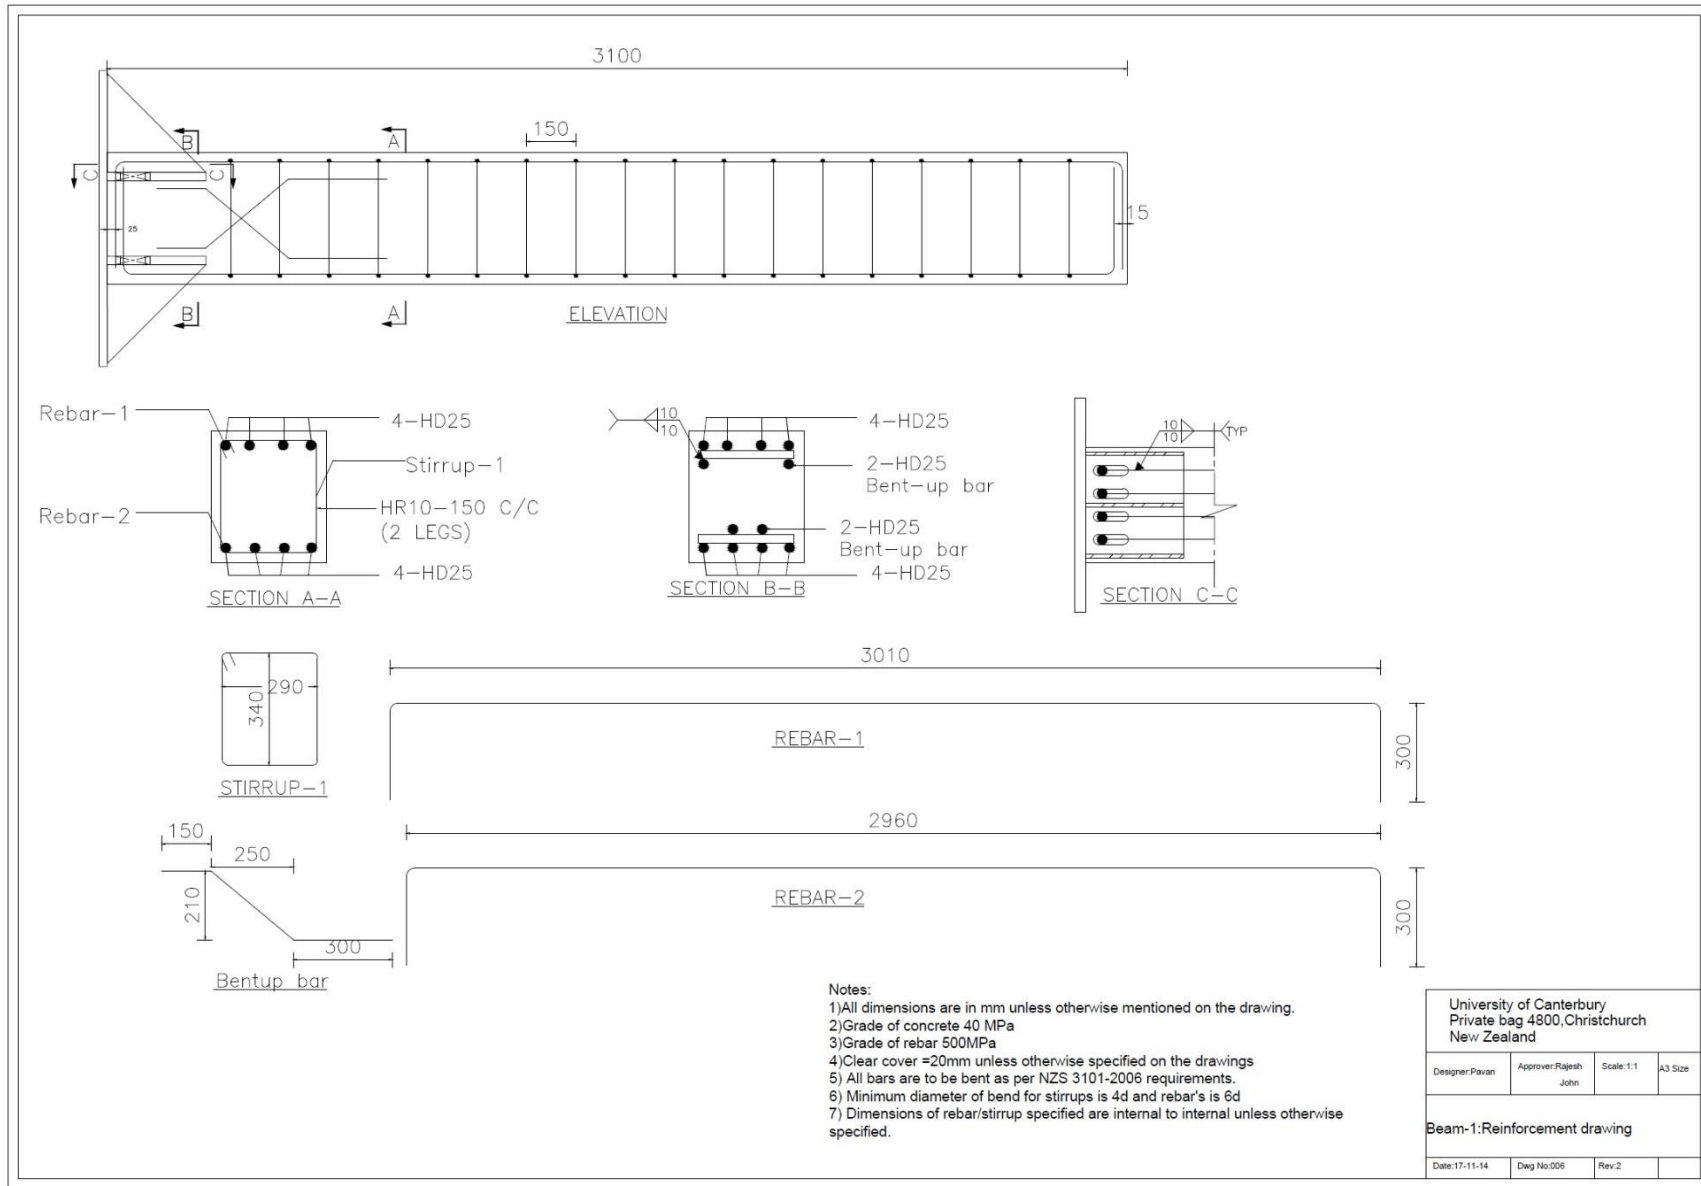 3100
B
A
150
C
C
25
15
B
A
ELEVATION
Rebar-1
4-HD25
Stirrup-1
HR10-150 C/C
(2 LEGS)
Rebar-2
4-HD25
SECTION A-A
10
10
4-HD25
2-HD25
Bent-up bar
2-HD25
Bent-up bar
4-HD25
SECTION B-B
10
10
TYP
SECTION C-C
290
340
STIRRUP-1
3010
REBAR-1
300
150
250
210
300
Bentup bar
2960
REBAR-2
300
Notes:
1)All dimensions are in mm unless otherwise mentioned on the drawing.
2)Grade of concrete 40 MPa
3)Grade of rebar 500MPa
4)Clear cover =20mm unless otherwise specified on the drawings
5) All bars are to be bent as per NZS 3101-2006 requirements.
6) Minimum diameter of bend for stirrups is 4d and rebar's is 6d
7) Dimensions of rebar/stirrup specified are internal to internal unless otherwise
specified.
University of Canterbury
Private bag 4800,Christchurch
New Zealand
Designer:Pavan
Approver:Rajesh
John
Scale:1:1
A3 Size
Beam-1:Reinforcement drawing
Date:17-11-14
Dwg No:006
Rev:2